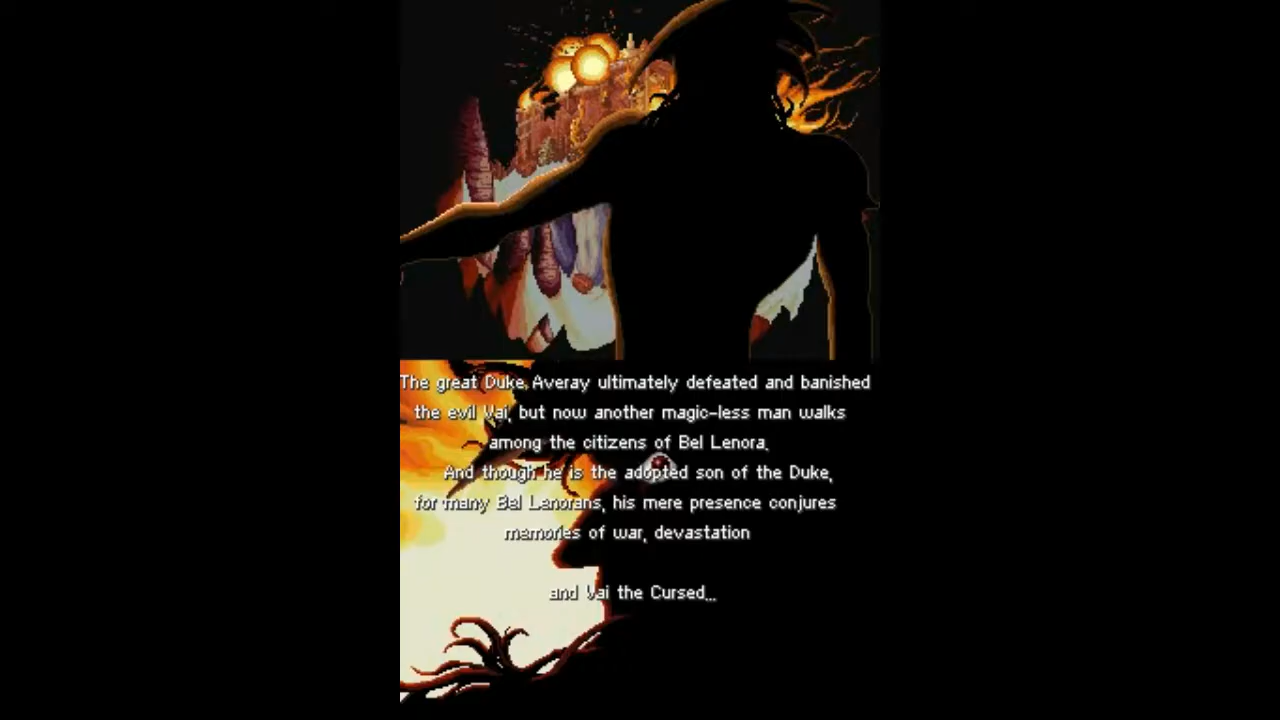 The great Duke Averay ultimately defeated and banished
the evil Vai, but now another magic-less man walks
among the citizens of Bel Lenora.
And though he is the adopted son of the Duke,
for many Bel Lenorans, his mere presence conjures
memories of war, devastation
and Vai the Cursed...